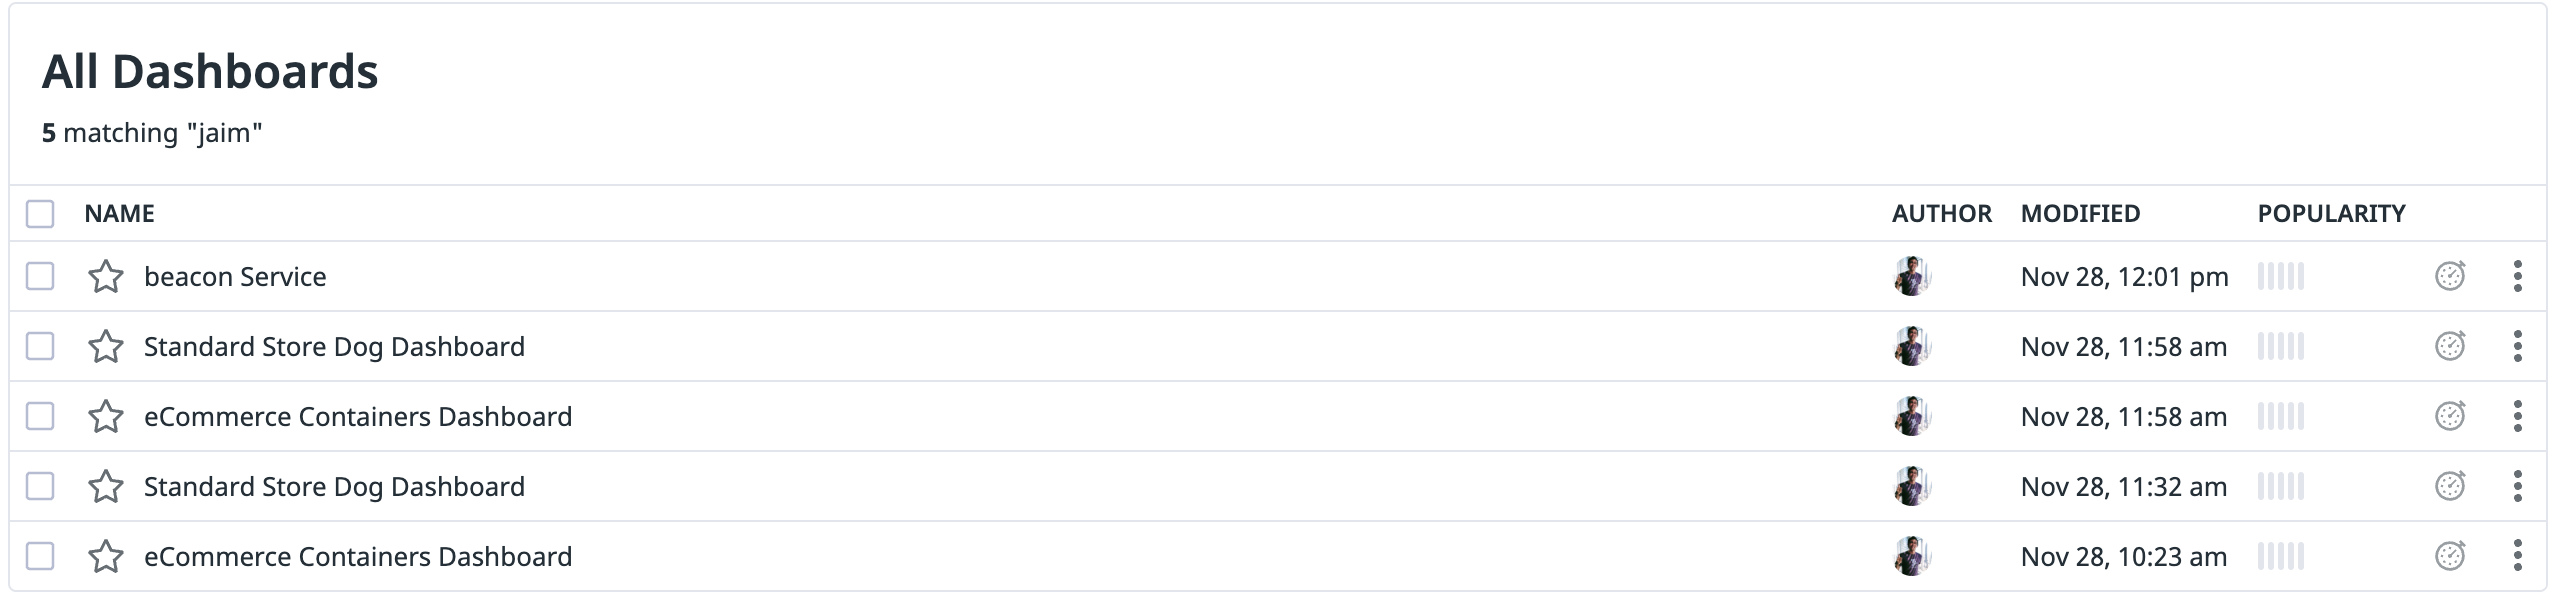 All Dashboards
5 matching "jaim"
NAME AUTHOR MODIFIED POPULARITY
beacon Service Nov 28, 12:01 pm
Standard Store Dog Dashboard Nov 28, 11:58 am
eCommerce Containers Dashboard Nov 28, 11:58 am
Standard Store Dog Dashboard Nov 28, 11:32 am
eCommerce Containers Dashboard Nov 28, 10:23 am